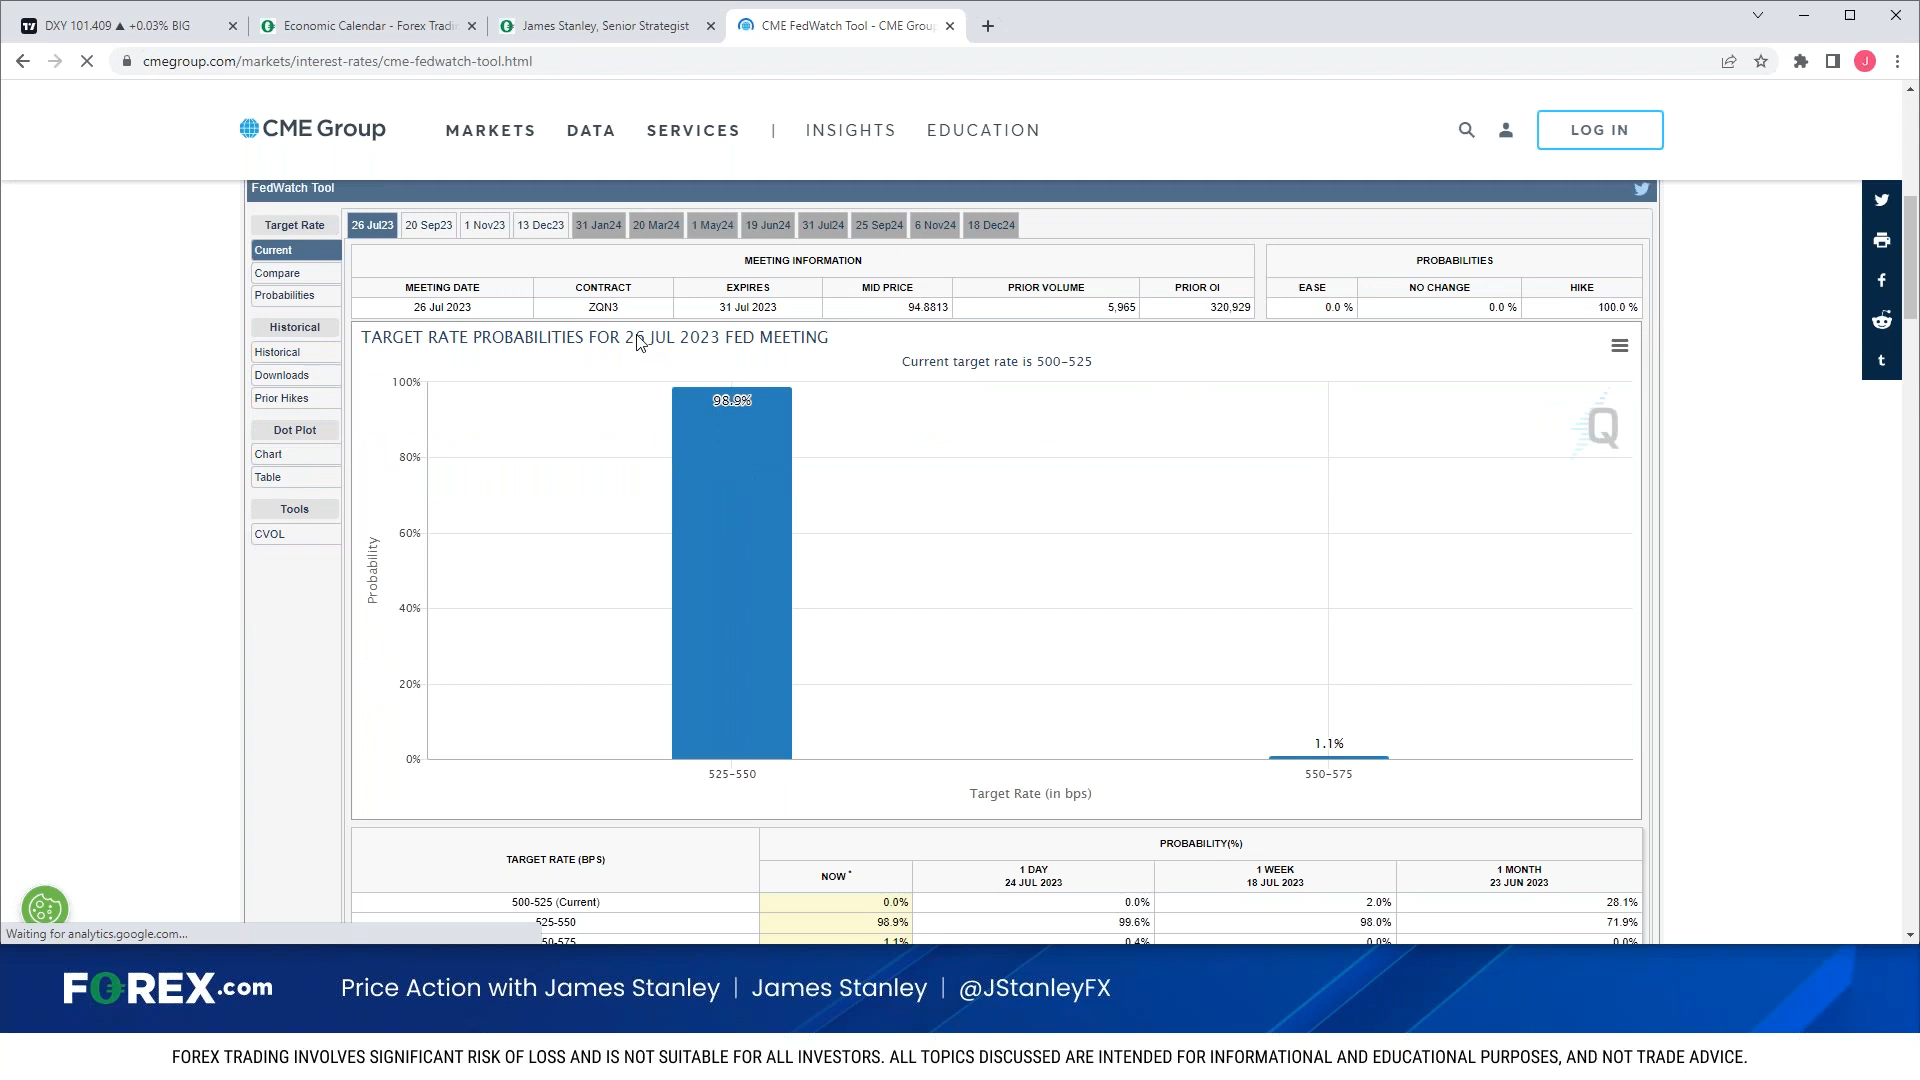 DXY 101.409 ▲ +0.03% BIG
Economic Calendar - Forex Tradin
James Stanley, Senior Strategist
CME FedWatch Tool - CME Group
cmegroup.com/markets/interest-rates/cme-fedwatch-tool.html
J
CME Group
MARKETS DATA SERVICES | INSIGHTS EDUCATION
LOG IN
FedWatch Tool
Target Rate
Current
Compare
Probabilities
Historical
Historical
Downloads
Prior Hikes
Dot Plot
Chart
Table
Tools
CVOL
26 Jul23 20 Sep23 1 Nov23 13 Dec23 31 Jan24 20 Mar24 1 May24 19 Jun24 31 Jul24 25 Sep24 6 Nov24 18 Dec24
MEETING INFORMATION
MEETING DATE CONTRACT EXPIRES MID PRICE PRIOR VOLUME PRIOR OI
26 Jul 2023 ZQN3 31 Jul 2023 94.8813 5,965 320,929
PROBABILITIES
EASE NO CHANGE HIKE
0.0 % 0.0 % 100.0 %
TARGET RATE PROBABILITIES FOR 26 JUL 2023 FED MEETING
Current target rate is 500-525
Q
Probability
100%
80%
60%
40%
20%
0%
98.9%
1.1%
525-550 550-575
Target Rate (in bps)
TARGET RATE (BPS) PROBABILITY(%)
NOW * 1 DAY 24 JUL 2023 1 WEEK 18 JUL 2023 1 MONTH 23 JUN 2023
500-525 (Current) 0.0% 0.0% 2.0% 28.1%
525-550 98.9% 99.6% 98.0% 71.9%
50-575 1.1% 0.4% 0.0% 0.0%
Waiting for analytics.google.com...
FOREX.com
Price Action with James Stanley | James Stanley | @JStanleyFX
FOREX TRADING INVOLVES SIGNIFICANT RISK OF LOSS AND IS NOT SUITABLE FOR ALL INVESTORS. ALL TOPICS DISCUSSED ARE INTENDED FOR INFORMATIONAL AND EDUCATIONAL PURPOSES, AND NOT TRADE ADVICE.